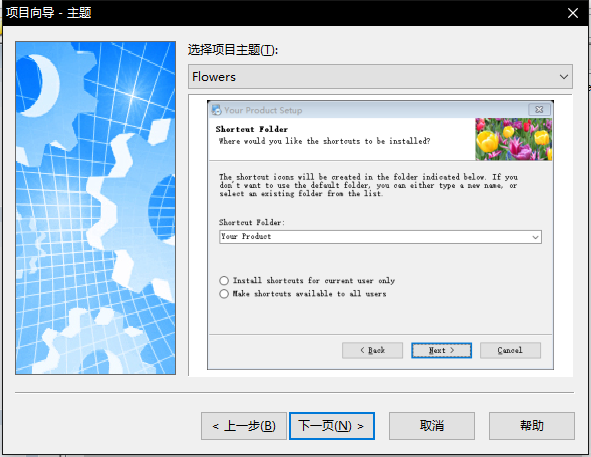 项目向导 - 主题
选择项目主题(T):
Flowers
Your Product Setup
Shortcut Folder
Where would you like the shortcuts to be installed?
The shortcut icons will be created in the folder indicated below. If you
don't want to use the default folder, you can either type a new name, or
select an existing folder from the list.
Shortcut Folder:
Your Product
Install shortcuts for current user only
Make shortcuts available to all users
< Back
Next >
Cancel
< 上一步(B)
下一页(N) >
取消
帮助